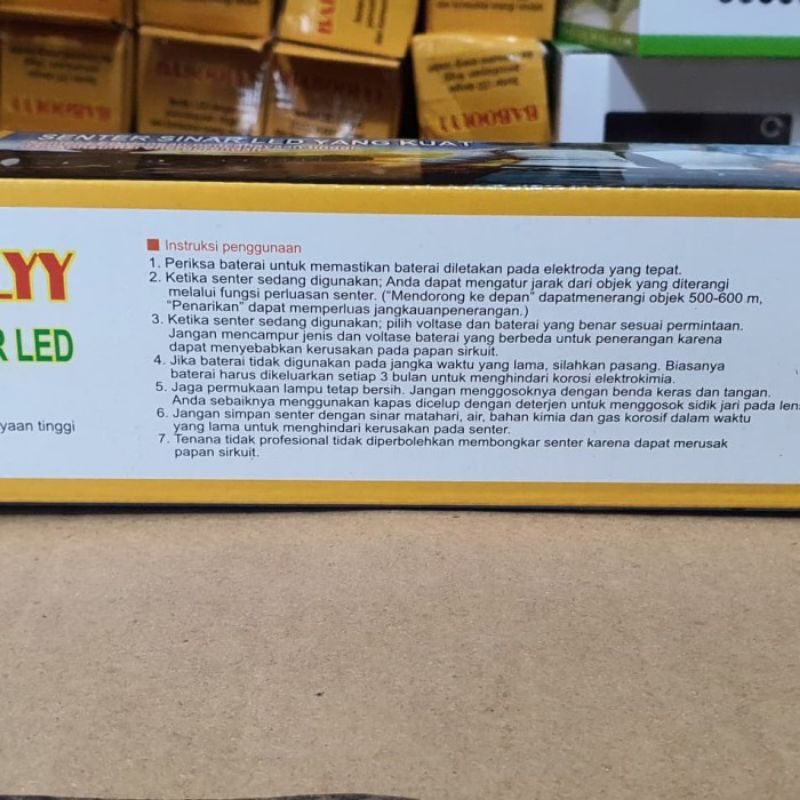 BABOOYY
BABOOYY
SENTER SINAR LED YANG KUAT
LYY
R LED
yaan tinggi
Instruksi penggunaan
1. Periksa baterai untuk memastikan baterai diletakan pada elektroda yang tepat.
2. Ketika senter sedang digunakan; Anda dapat mengatur jarak dari objek yang diterangi
melalui fungsi perluasan senter. ("Mendorong ke depan" dapatmenerangi objek 500-600 m,
"Penarikan" dapat memperluas jangkauanpenerangan.)
3. Ketika senter sedang digunakan; pilih voltase dan baterai yang benar sesuai permintaan.
Jangan mencampur jenis dan voltase baterai yang berbeda untuk penerangan karena
dapat menyebabkan kerusakan pada papan sirkuit.
4. Jika baterai tidak digunakan pada jangka waktu yang lama, silahkan pasang. Biasanya
baterai harus dikeluarkan setiap 3 bulan untuk menghindari korosi elektrokimia.
5. Jaga permukaan lampu tetap bersih. Jangan menggosoknya dengan benda keras dan tangan.
Anda sebaiknya menggunakan kapas dicelup dengan deterjen untuk menggosok sidik jari pada lens
6. Jangan simpan senter dengan sinar matahari, air, bahan kimia dan gas korosif dalam waktu
yang lama untuk menghindari kerusakan pada senter.
7. Tenana tidak profesional tidak diperbolehkan membongkar senter karena dapat merusak
papan sirkuit.